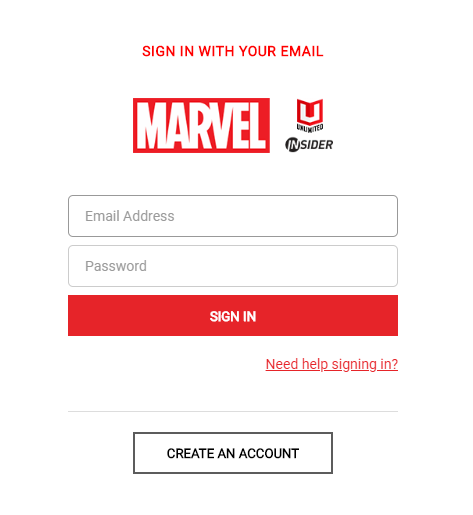 SIGN IN WITH YOUR EMAIL
MARVEL
U
UNLIMITED
INSIDER
Email Address
Password
SIGN IN
Need help signing in?
CREATE AN ACCOUNT